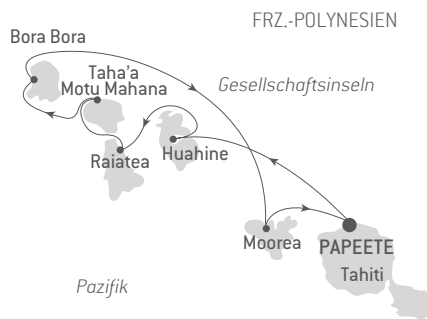 FRZ.-POLYNESIEN
Bora Bora
Taha'a
Motu Mahana
Gesellschaftsinseln
Raiatea
Huahine
Moorea
PAPEETE
Tahiti
Pazifik